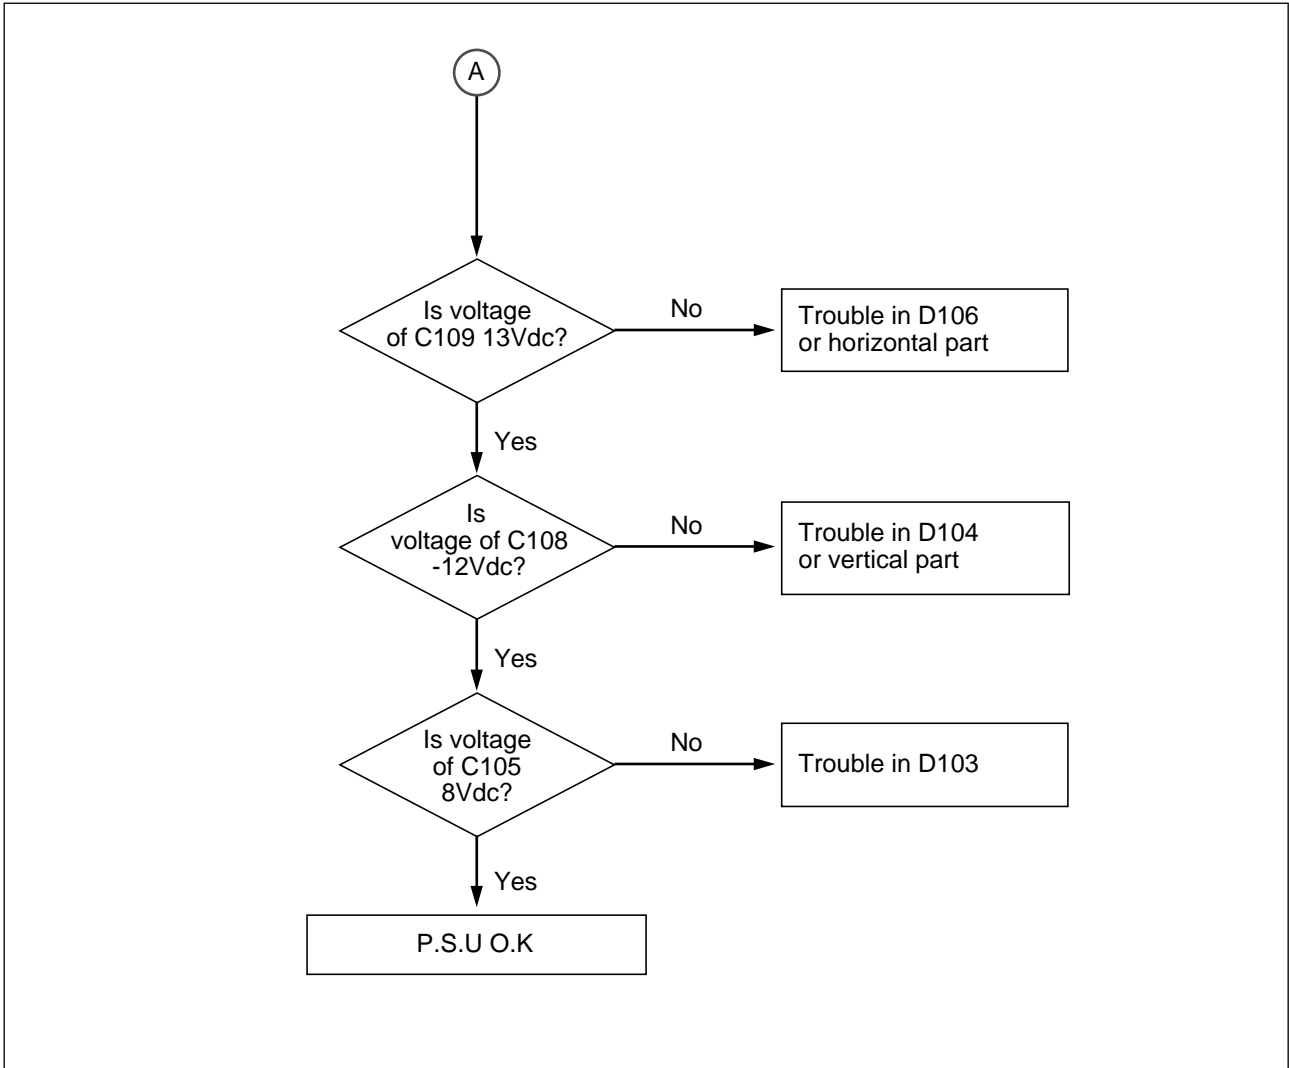 A
Is voltage
of C109 13Vdc?
No
Trouble in D106
or horizontal part
Yes
Is
voltage of C108
-12Vdc?
No
Trouble in D104
or vertical part
Yes
Is voltage
of C105
8Vdc?
No
Trouble in D103
Yes
P.S.U O.K